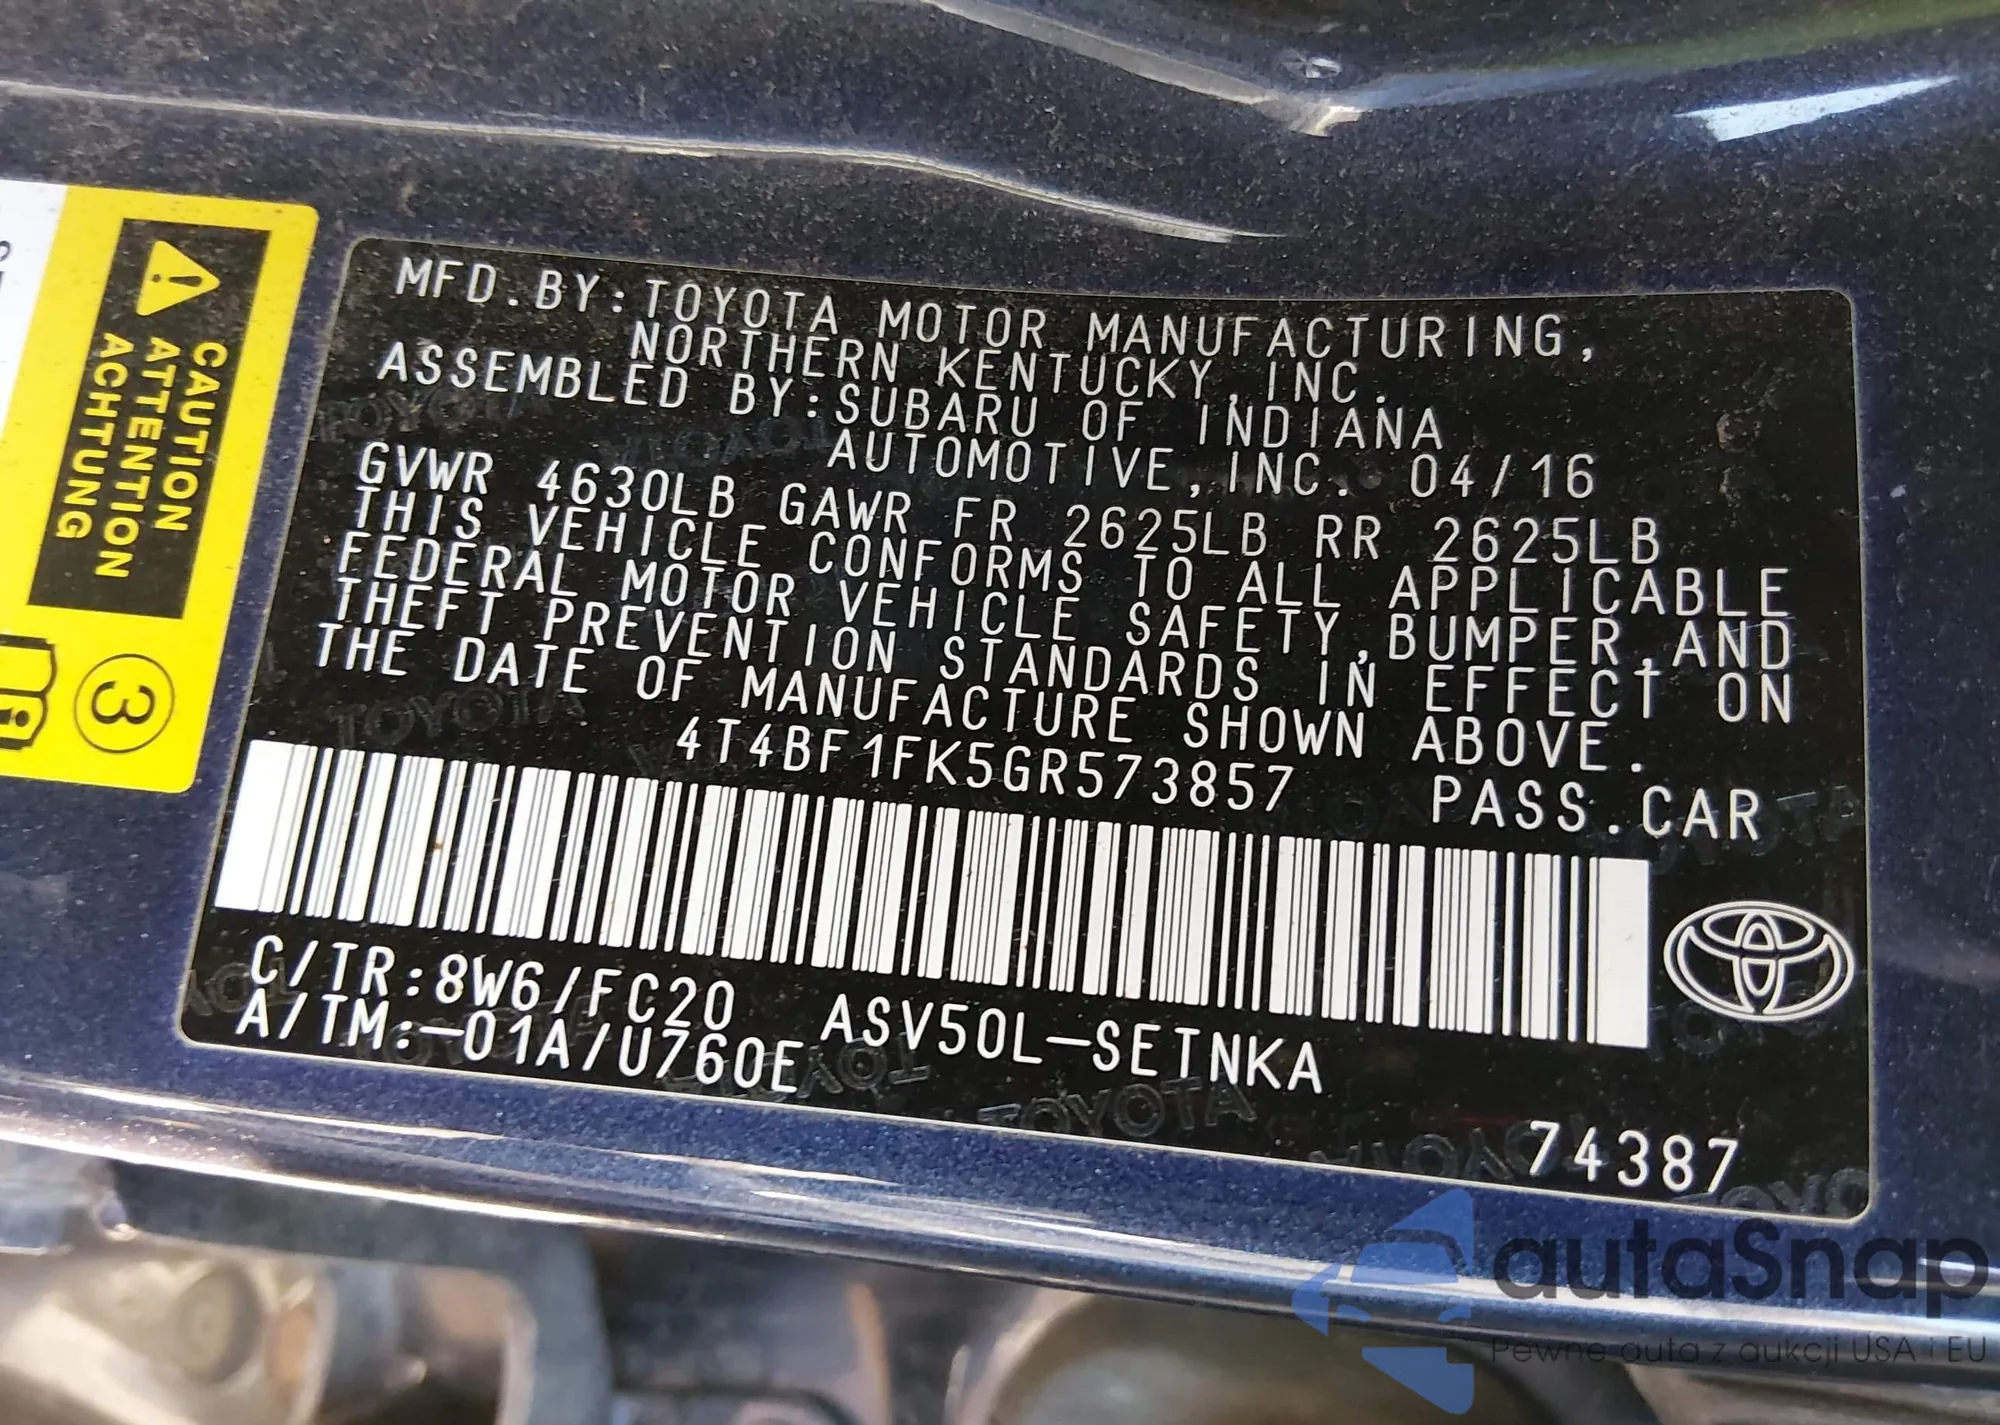 CAUTION
ATTENTION
ACHTUNG
3
MFD.BY:TOYOTA MOTOR MANUFACTURING,
NORTHERN KENTUCKY,INC.
ASSEMBLED BY:SUBARU OF INDIANA
AUTOMOTIVE,INC. 04/16
GVWR 4630LB GAWR FR 2625LB RR 2625LB
THIS VEHICLE CONFORMS TO ALL APPLICABLE
FEDERAL MOTOR VEHICLE SAFETY,BUMPER,AND
THEFT PREVENTION STANDARDS IN EFFECT ON
THE DATE OF MANUFACTURE SHOWN ABOVE.
4T4BF1FK5GR573857 PASS.CAR
C/TR:8W6/FC20 ASV50L-SETNKA
A/TM:-01A/U760E
74387
autaSnap
Pewne auta z aukcji USA i EU